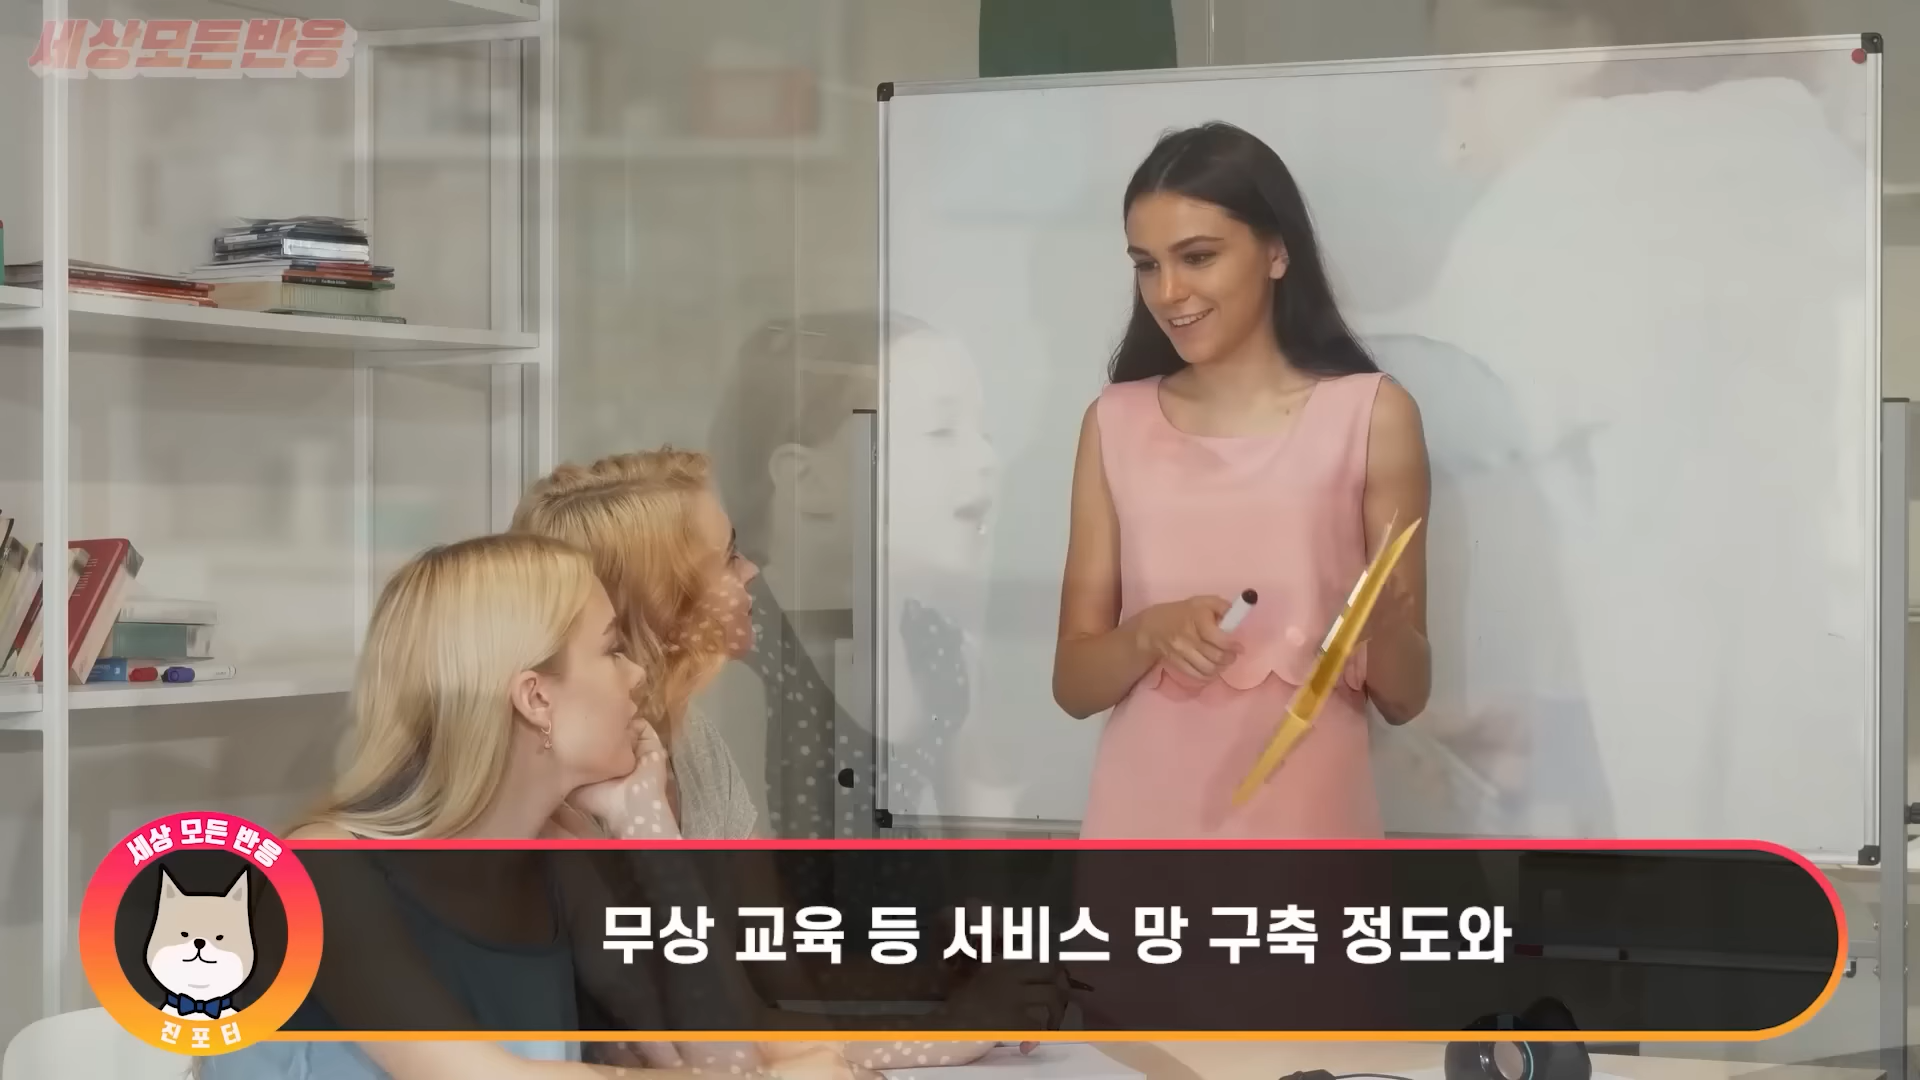 세상모든반응
세상 모든 반응
진포터
무상 교육 등 서비스 망 구축 정도와